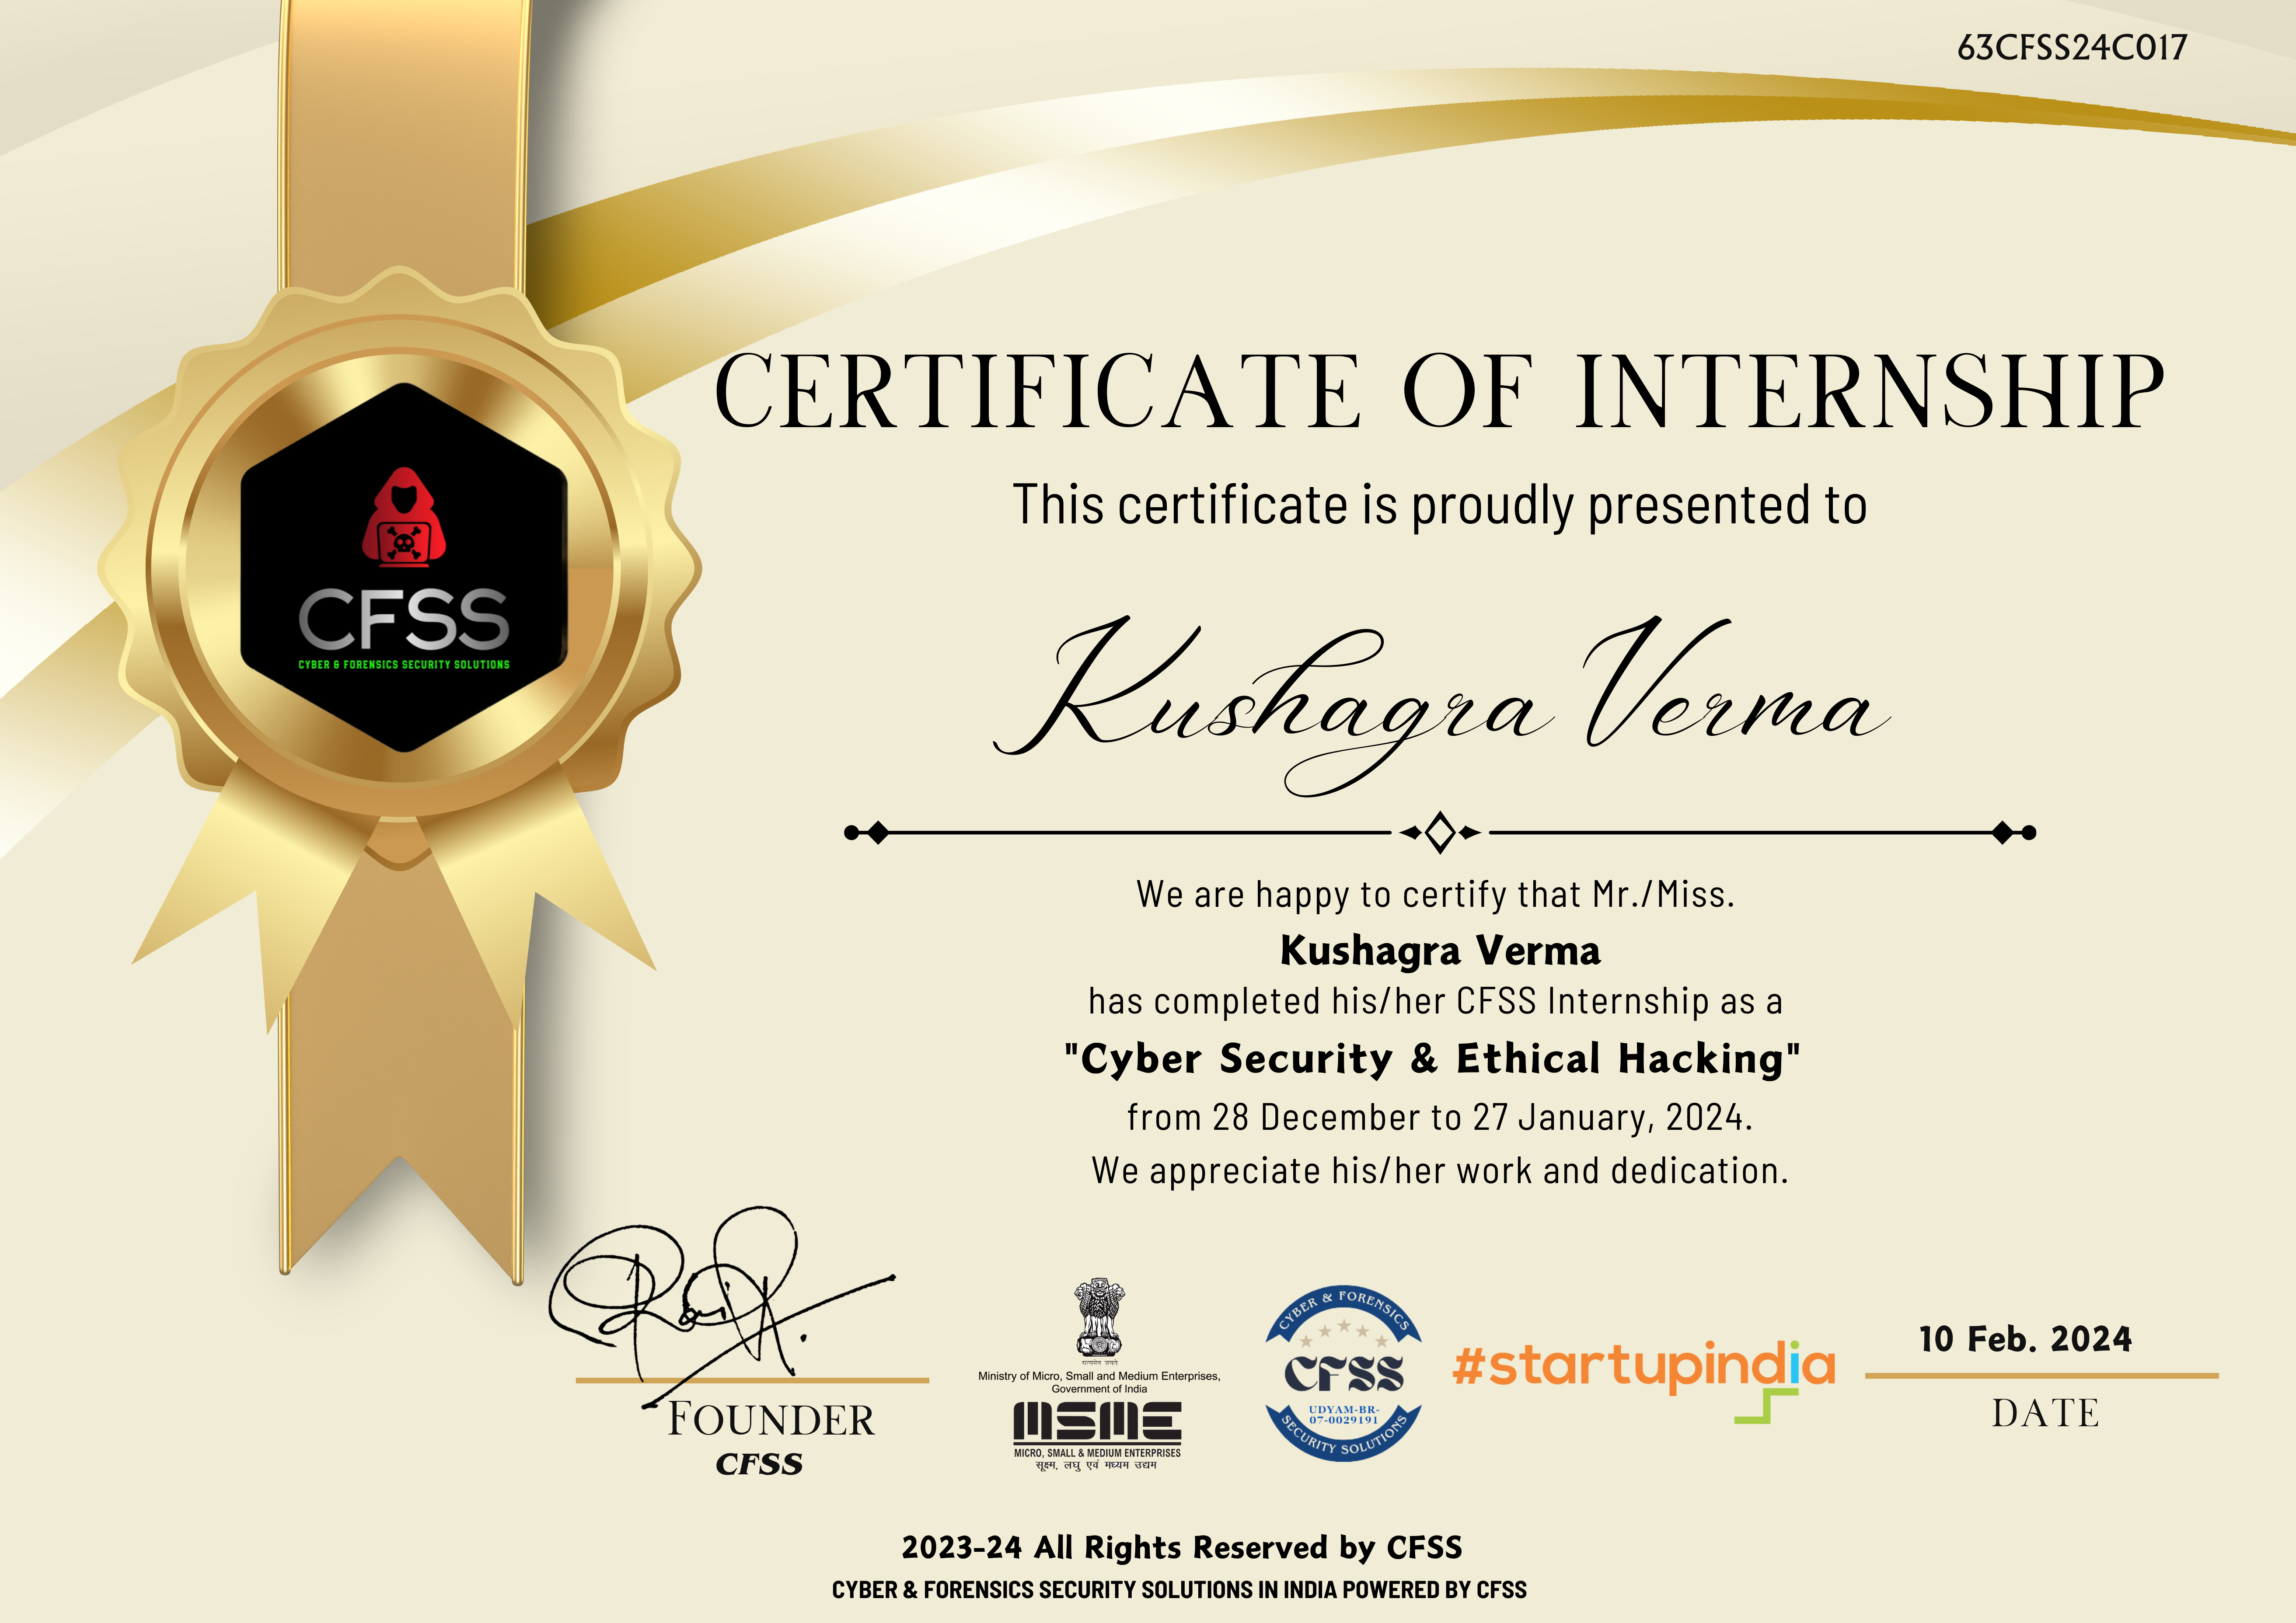 63CFSS24C017
CERTIFICATE OF INTERNSHIP
This certificate is proudly presented to
CFSS
CYBER & FORENSICS SECURITY SOLUTIONS
Kushagra Verma
We are happy to certify that Mr./Miss.
Kushagra Verma
has completed his/her CFSS Internship as a
"Cyber Security & Ethical Hacking"
from 28 December to 27 January, 2024.
We appreciate his/her work and dedication.
FOUNDER
CFSS
सत्यमेव जयते
Ministry of Micro, Small and Medium Enterprises,
Government of India
MSME
MICRO, SMALL & MEDIUM ENTERPRISES
सूक्ष्म, लघु एवं मध्यम उद्यम
CYBER & FORENSICS
CFSS
UDYAM-BR-
07-0029191
SECURITY SOLUTIONS
#startupindia
10 Feb. 2024
DATE
2023-24 All Rights Reserved by CFSS
CYBER & FORENSICS SECURITY SOLUTIONS IN INDIA POWERED BY CFSS